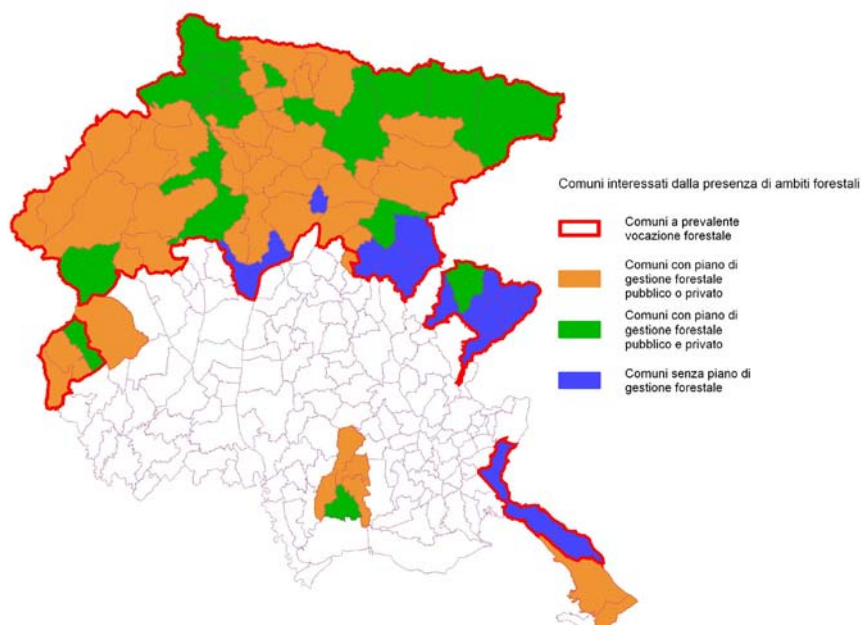 Comuni interessati dalla presenza di ambiti forestali
Comuni a prevalente
vocazione forestale
Comuni con piano di
gestione forestale
pubblico o privato
Comuni con piano di
gestione forestale
pubblico e privato
Comuni senza piano di
gestione forestale